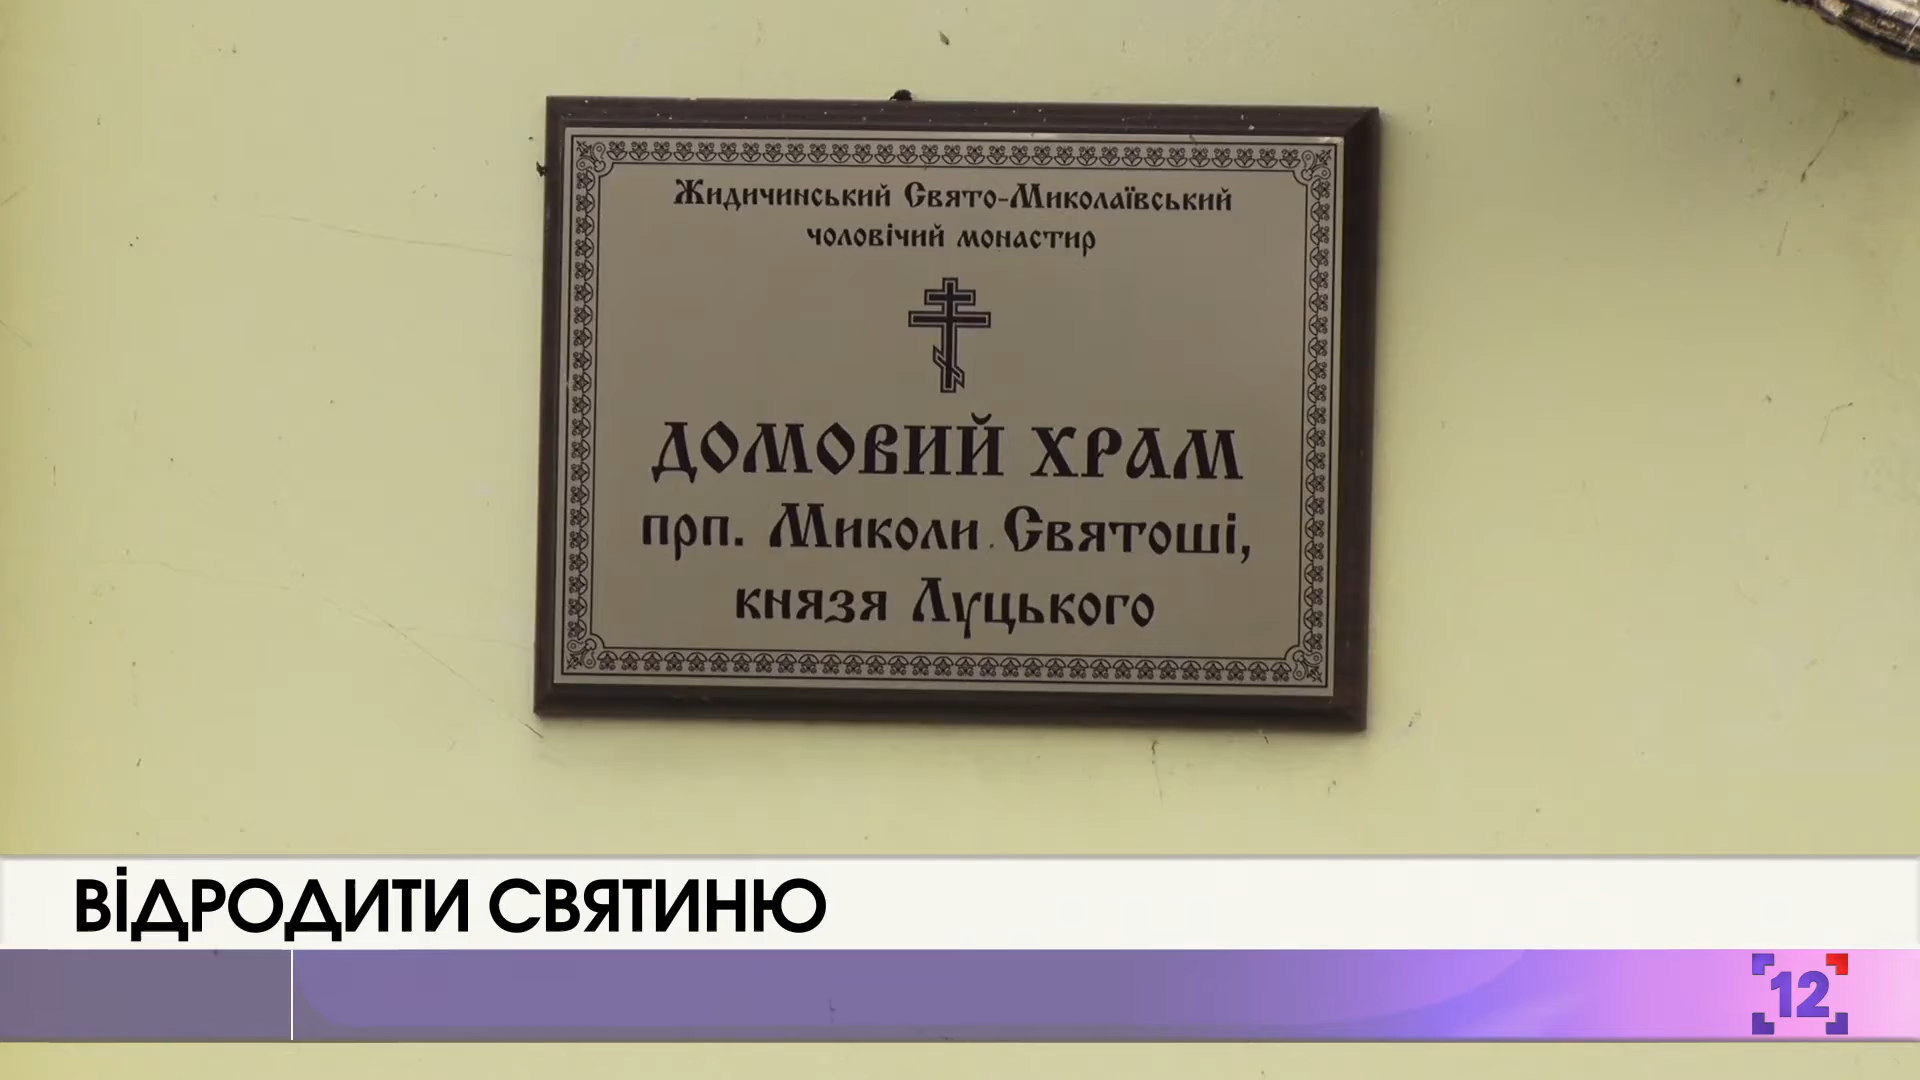 Жидичинський Свято-Миколаївський
чоловічий монастир
ДОМОВИЙ ХРАМ
прп. Миколи Святоші,
князя Луцького
ВІДРОДИТИ СВЯТИНЮ
12